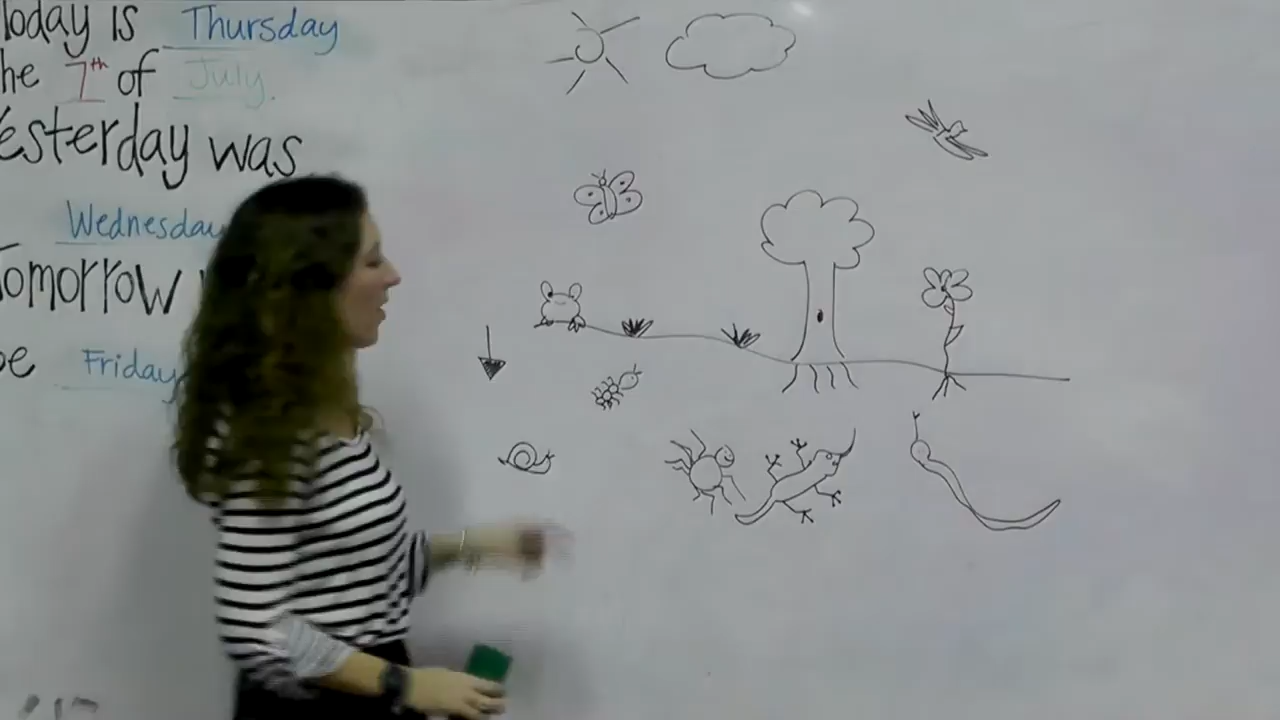 Today is Thursday
the 7th of July.
Yesterday was
Wednesday
Tomorrow
be Friday